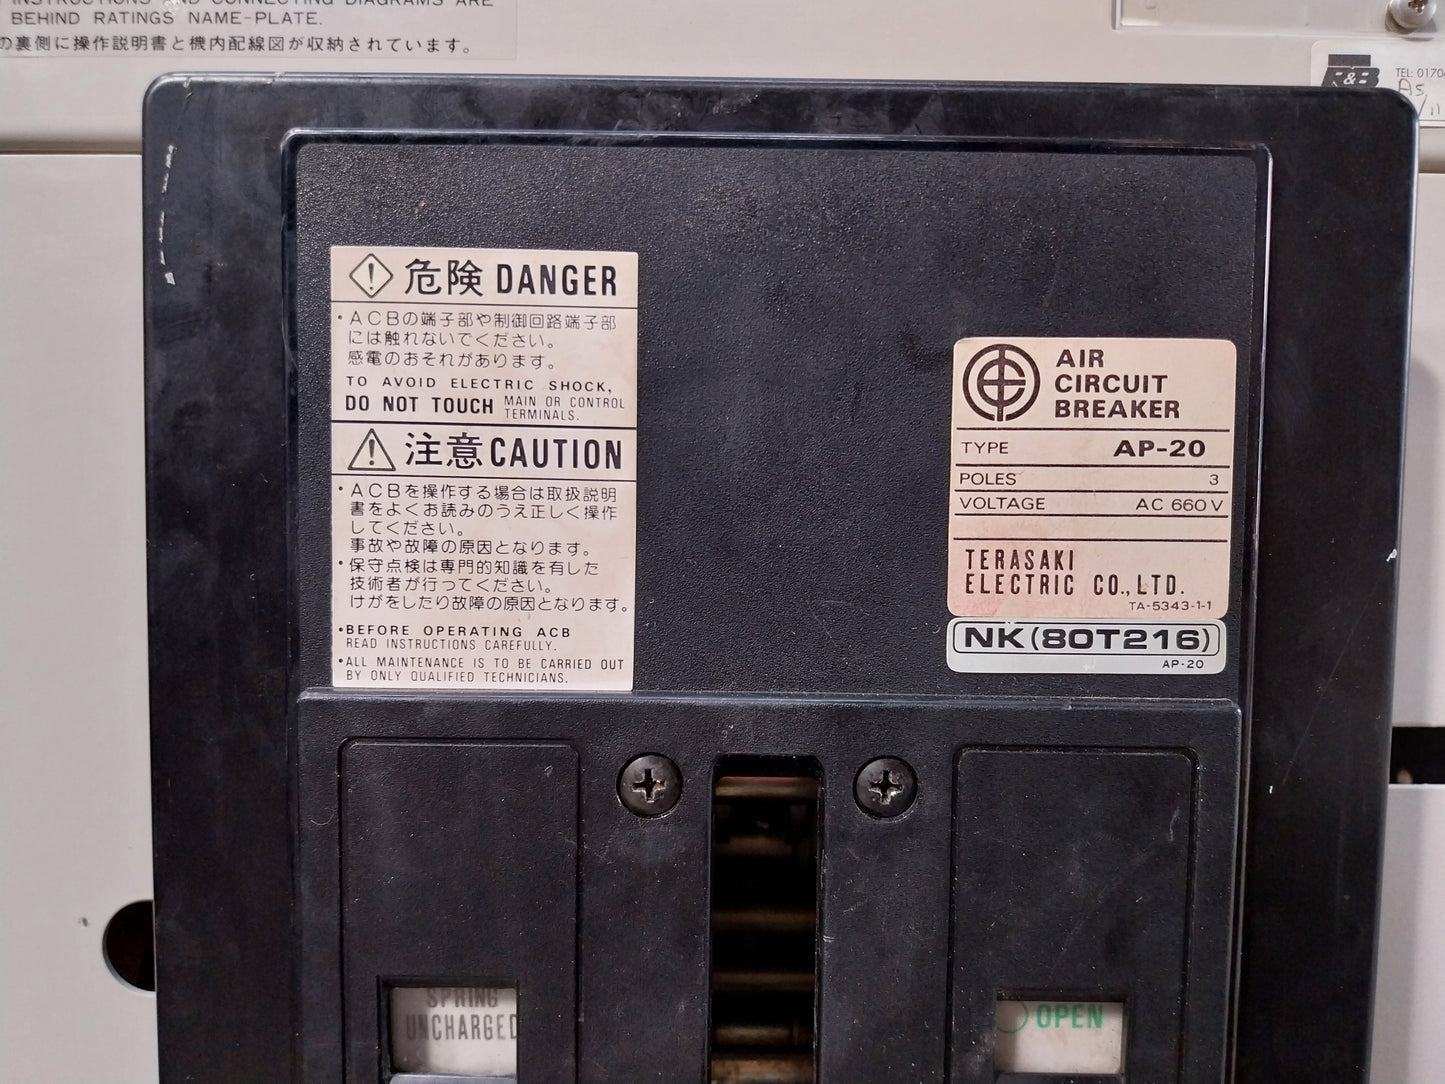 INSTRUCTIONS AND CONNECTING DIAGRAMS ARE
BEHIND RATINGS NAME-PLATE.
の裏側に操作説明書と機内配線図が収納されています。
R&B
TEL: 0170
As
危険 DANGER
・ACBの端子部や制御回路端子部
には触れないでください。
感電のおそれがあります。
TO AVOID ELECTRIC SHOCK,
DO NOT TOUCH MAIN OR CONTROL
TERMINALS.
注意 CAUTION
・ACBを操作する場合は取扱説明
書をよくお読みのうえ正しく操作
してください。
事故や故障の原因となります。
・保守点検は専門的知識を有した
技術者が行ってください。
けがをしたり故障の原因となります。
・BEFORE OPERATING ACB
READ INSTRUCTIONS CAREFULLY.
・ALL MAINTENANCE IS TO BE CARRIED OUT
BY ONLY QUALIFIED TECHNICIANS.
AIR
CIRCUIT
BREAKER
TYPE AP-20
POLES 3
VOLTAGE AC 660V
TERASAKI
ELECTRIC CO.,LTD.
TA-5343-1-1
NK(80T216)
AP-20
SPRING
UNCHARGED
OPEN